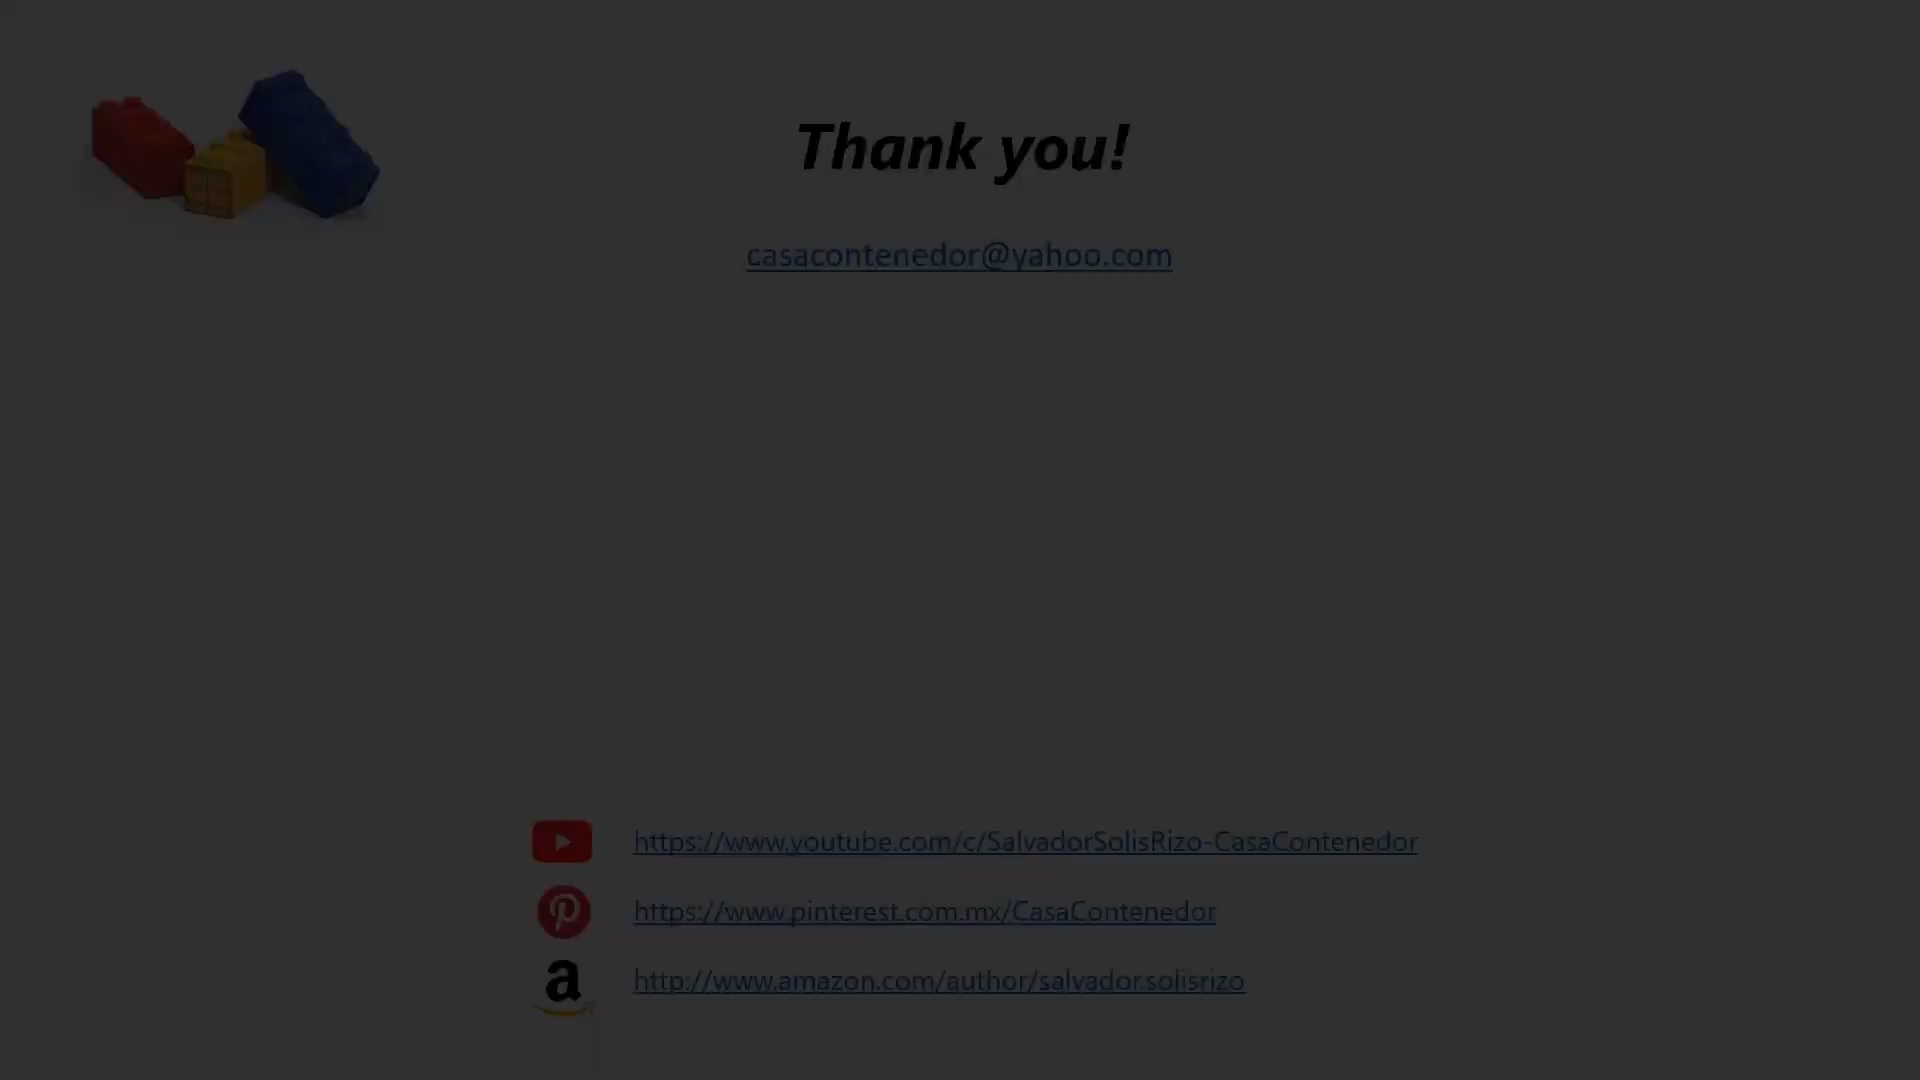 Thank you!
casacontenedor@yahoo.com
https://www.youtube.com/c/SalvadorSolisRizo-CasaContenedor
https://www.pinterest.com.mx/CasaContenedor
http://www.amazon.com/author/salvador.solisrizo